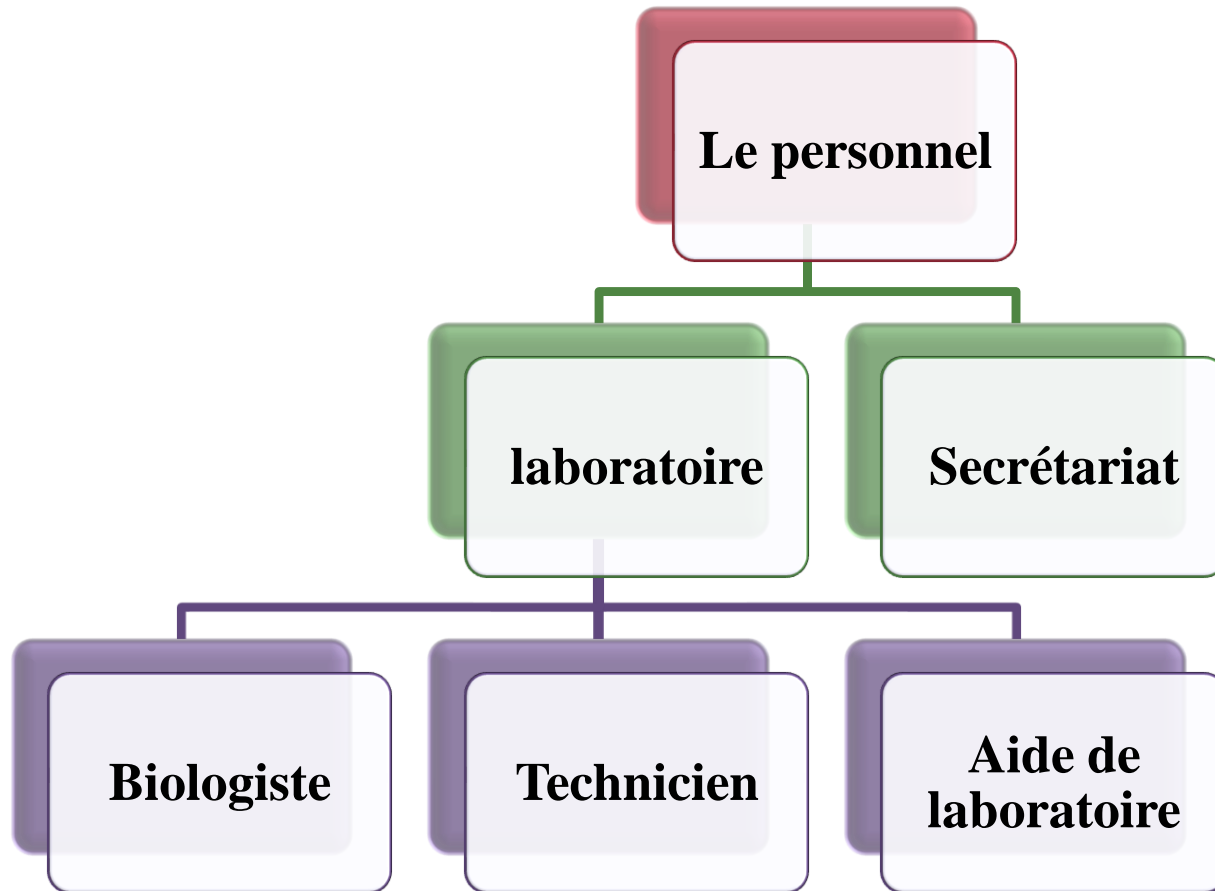 Le personnel
laboratoire
Secrétariat
Biologiste
Technicien
Aide de
laboratoire